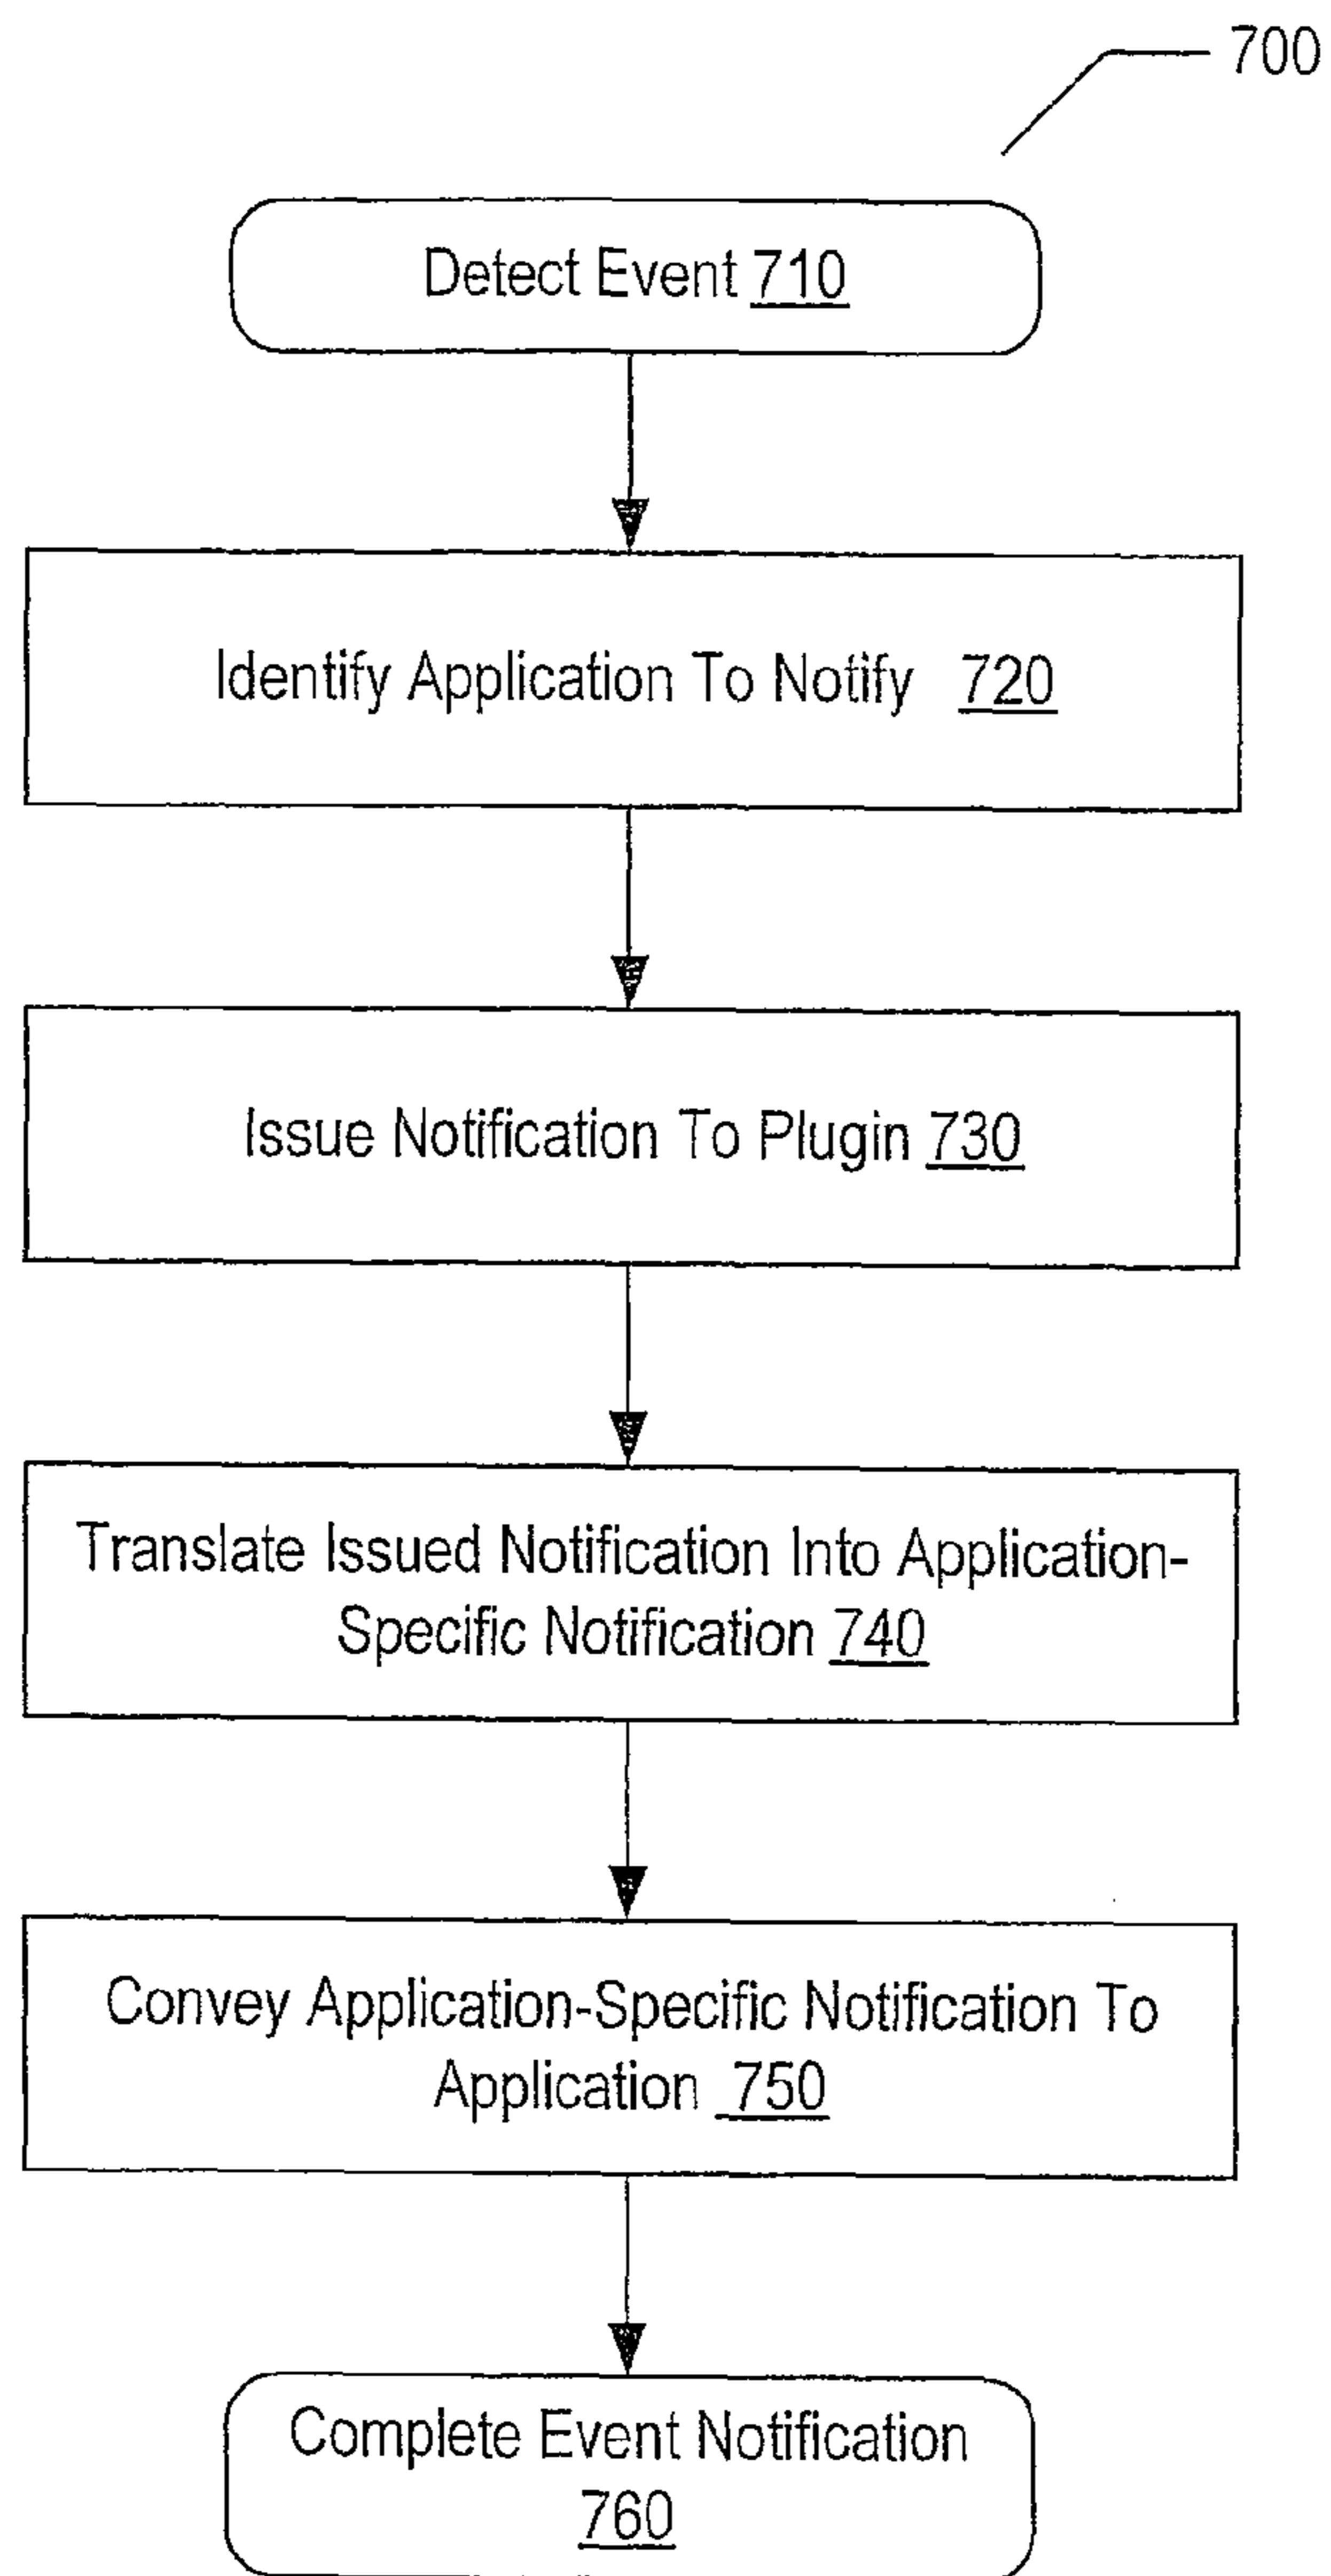 700
Detect Event 710
Identify Application To Notify 720
Issue Notification To Plugin 730
Translate Issued Notification Into Application-
Specific Notification 740
Convey Application-Specific Notification To
Application 750
Complete Event Notification
760